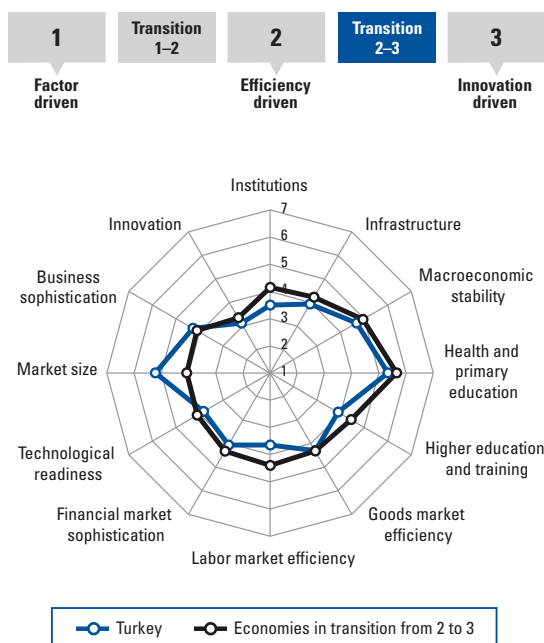 1
Transition
1–2
2
Transition
2–3
3
Factor
driven
Efficiency
driven
Innovation
driven
Institutions
Infrastructure
Macroeconomic
stability
Health and
primary
education
Higher education
and training
Goods market
efficiency
Labor market efficiency
Financial market
sophistication
Technological
readiness
Market size
Business
sophistication
Innovation
7
6
5
4
3
2
1
Turkey
Economies in transition from 2 to 3